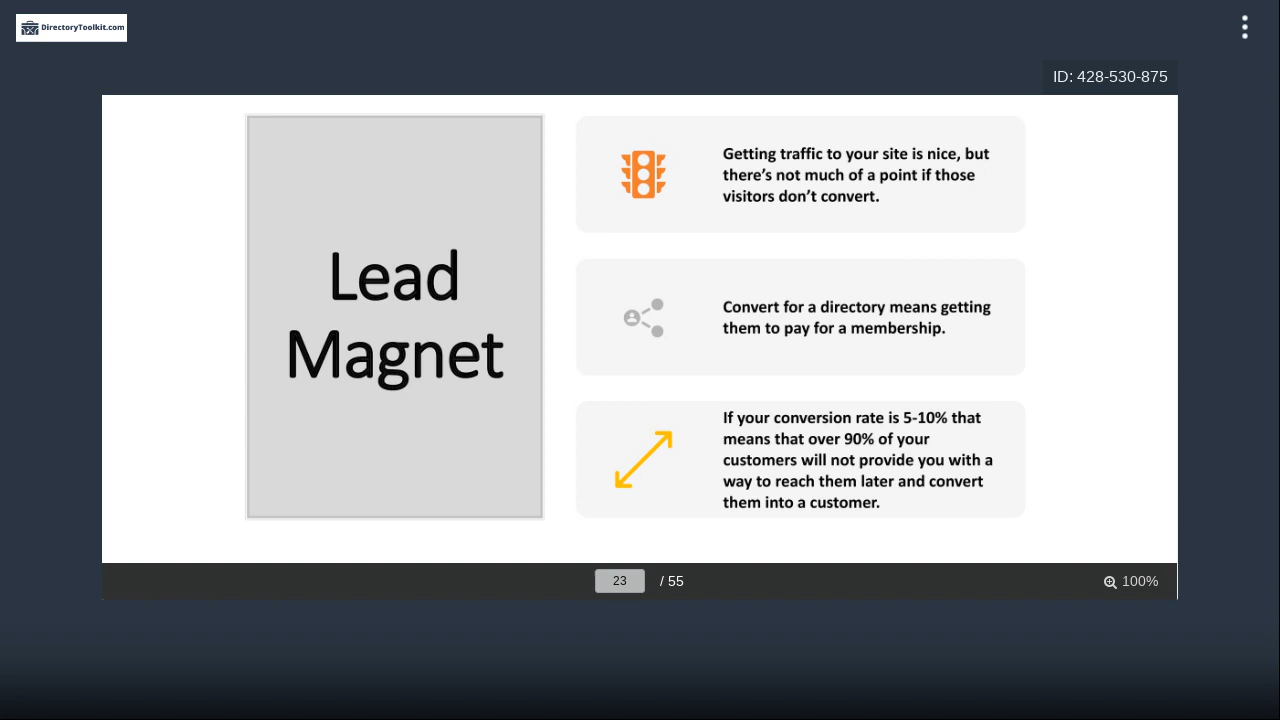 DirectoryToolkit.com
ID: 428-530-875
Lead
Magnet
Getting traffic to your site is nice, but
there’s not much of a point if those
visitors don’t convert.
Convert for a directory means getting
them to pay for a membership.
If your conversion rate is 5-10% that
means that over 90% of your
customers will not provide you with a
way to reach them later and convert
them into a customer.
23 / 55
100%